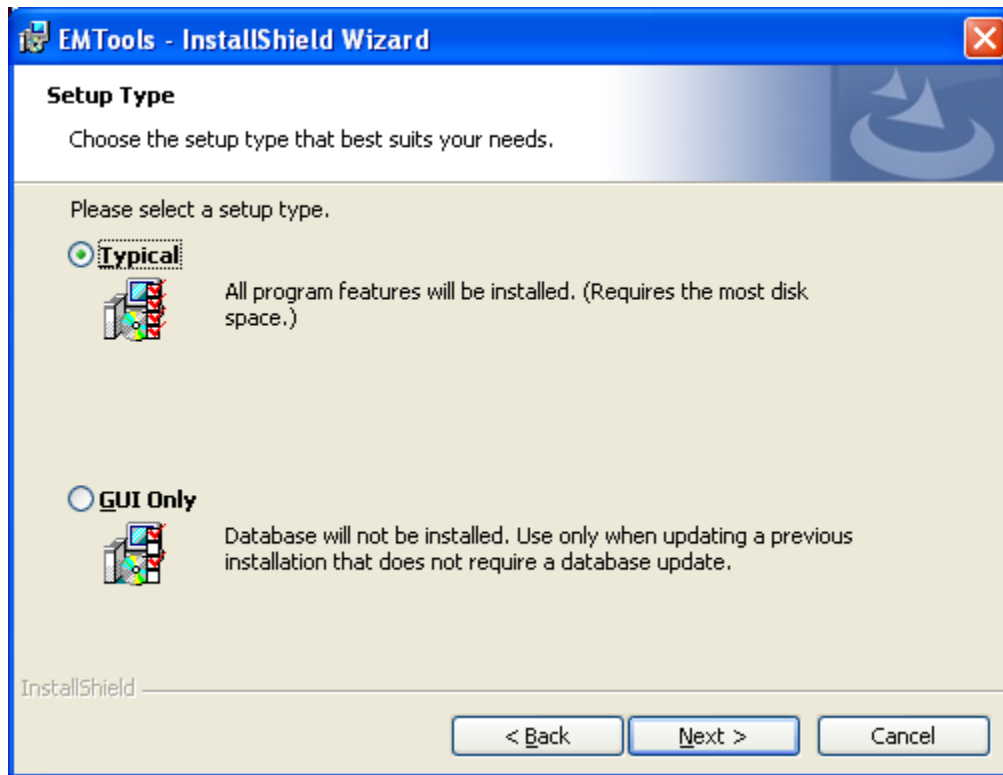 EMTools - InstallShield Wizard
Setup Type
Choose the setup type that best suits your needs.
Please select a setup type.
Typical
All program features will be installed. (Requires the most disk
space.)
GUI Only
Database will not be installed. Use only when updating a previous
installation that does not require a database update.
InstallShield
< Back
Next >
Cancel